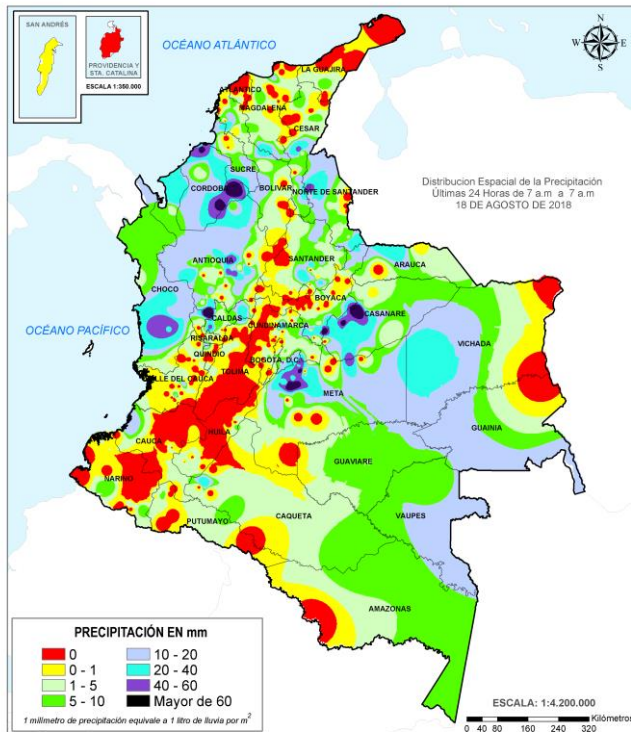 SAN ANDRÉS
PROVIDENCIA Y
STA. CATALINA
ESCALA 1:350.000
OCÉANO ATLÁNTICO
N
W
E
S
LA GUAJIRA
ATLANTICO
MAGDALENA
CESAR
SUCRE
CORDOBA
BOLIVAR
NORTE DE SANTANDER
Distribucion Espacial de la Precipitación
Últimas 24 Horas de 7 a.m a 7 a.m
18 DE AGOSTO DE 2018
ANTIOQUIA
SANTANDER
ARAUCA
CHOCO
BOYACA
CASANARE
OCÉANO PACÍFICO
CALDAS
CUNDINAMARCA
RISARALDA
VICHADA
QUINDIO
BOGOTA, D.C.
VALLE DEL CAUCA
TOLIMA
META
GUAINIA
CAUCA
HUILA
GUAVIARE
NARIÑO
CAQUETA
PUTUMAYO
VAUPES
AMAZONAS
PRECIPITACIÓN EN mm
0
10 - 20
0 - 1
20 - 40
1 - 5
40 - 60
5 - 10
Mayor de 60
1 milimetro de precipitación equivale a 1 litro de lluvia por m2
ESCALA: 1:4.200.000
Kilómetros
0 40 80 160 240 320